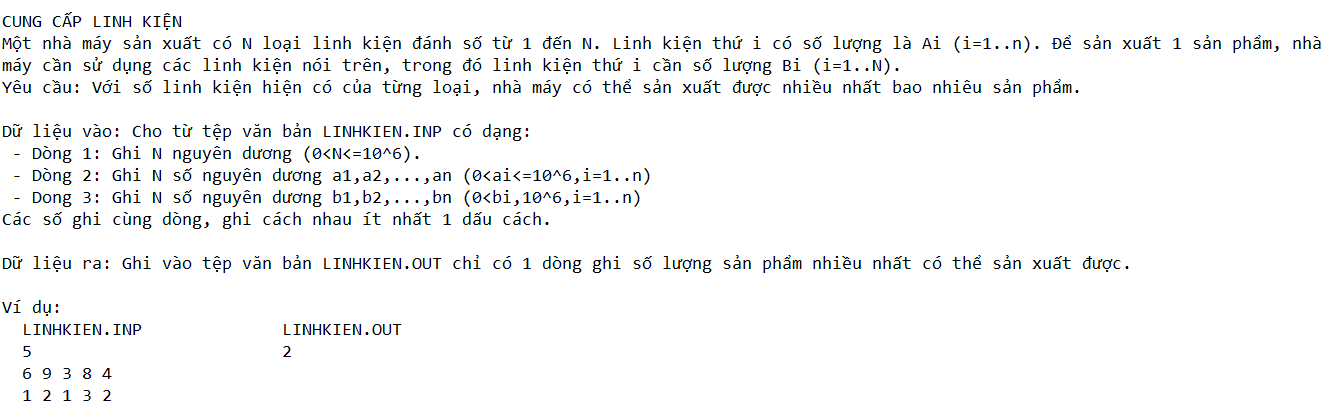 CUNG CẤP LINH KIỆN
Một nhà máy sản xuất có N loại linh kiện đánh số từ 1 đến N. Linh kiện thứ i có số lượng là Ai (i=1..n). Để sản xuất 1 sản phẩm, nhà
máy cần sử dụng các linh kiện nói trên, trong đó linh kiện thứ i cần số lượng Bi (i=1..N).
Yêu cầu: Với số linh kiện hiện có của từng loại, nhà máy có thể sản xuất được nhiều nhất bao nhiêu sản phẩm.
Dữ liệu vào: Cho từ tệp văn bản LINHKIEN.INP có dạng:
- Dòng 1: Ghi N nguyên dương (0<N<=10^6).
- Dòng 2: Ghi N số nguyên dương a1,a2,...,an (0<ai<=10^6,i=1..n)
- Dong 3: Ghi N số nguyên dương b1,b2,...,bn (0<bi,10^6,i=1..n)
Các số ghi cùng dòng, ghi cách nhau ít nhất 1 dấu cách.
Dữ liệu ra: Ghi vào tệp văn bản LINHKIEN.OUT chỉ có 1 dòng ghi số lượng sản phẩm nhiều nhất có thể sản xuất được.
Ví dụ:
LINHKIEN.INP LINHKIEN.OUT
5 2
6 9 3 8 4
1 2 1 3 2